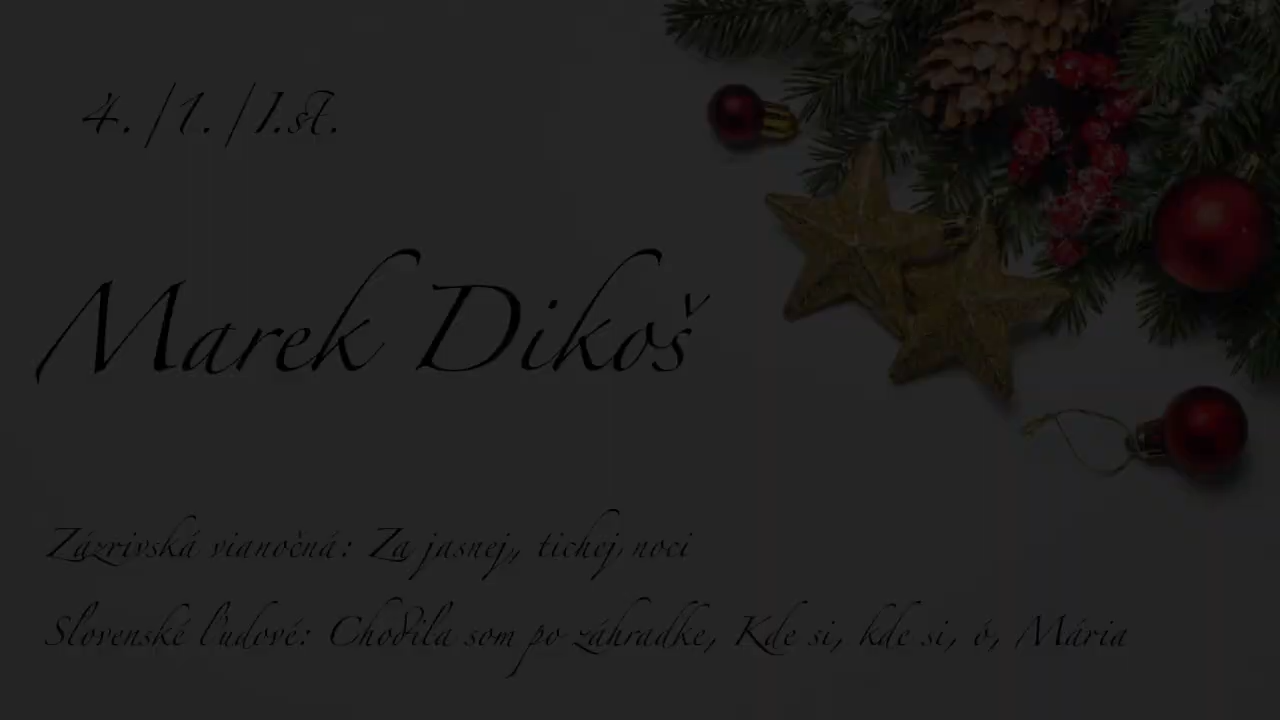 4. /1. /I.st.
Marek Dikoš
Zázrivská vianočná: Za jasnej, tichej noci
Slovenské ľudové: Chodila som po záhradke, Kde si, kde si, ó, Mária